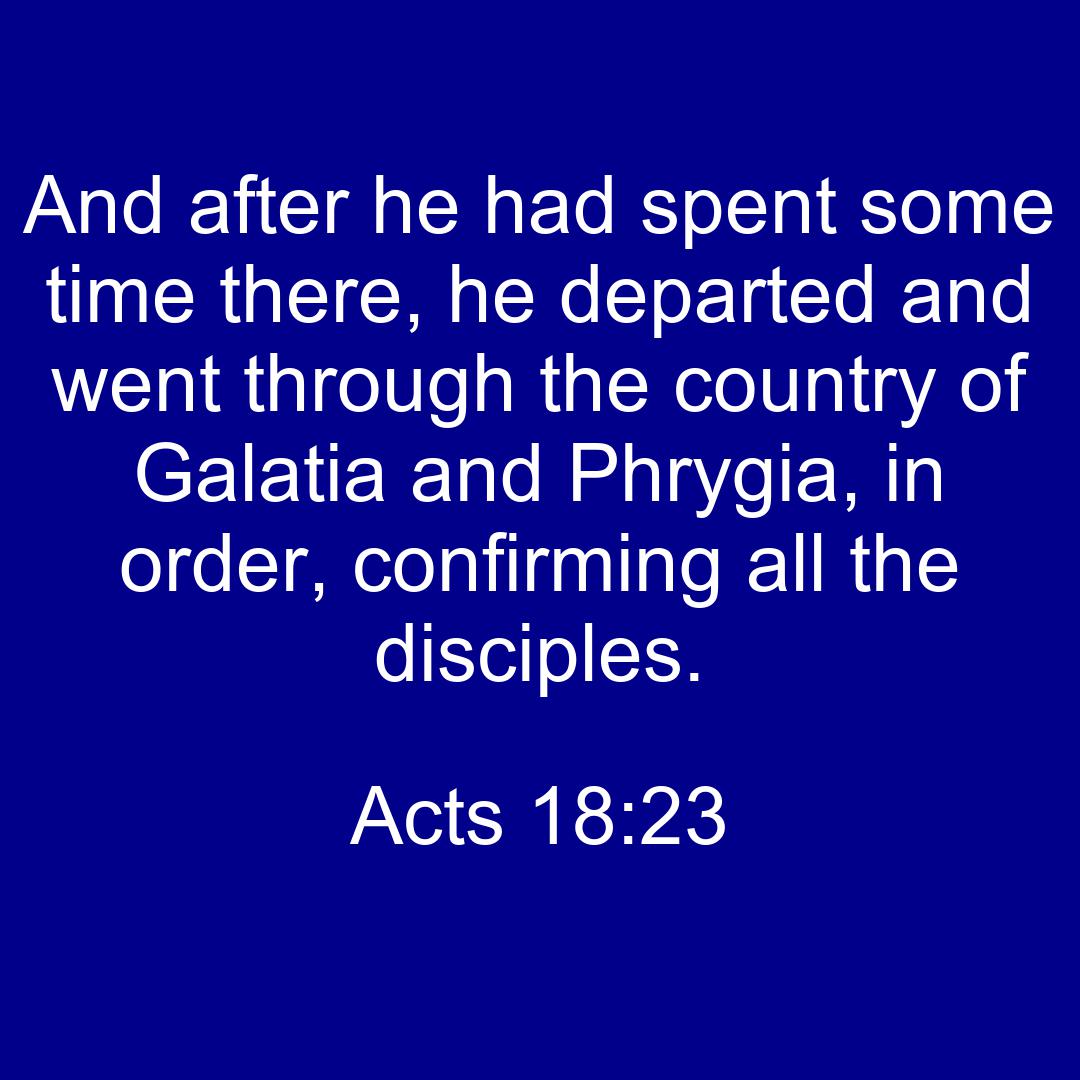 And after he had spent some
time there, he departed and
went through the country of
Galatia and Phrygia, in
order, confirming all the
disciples.
Acts 18:23